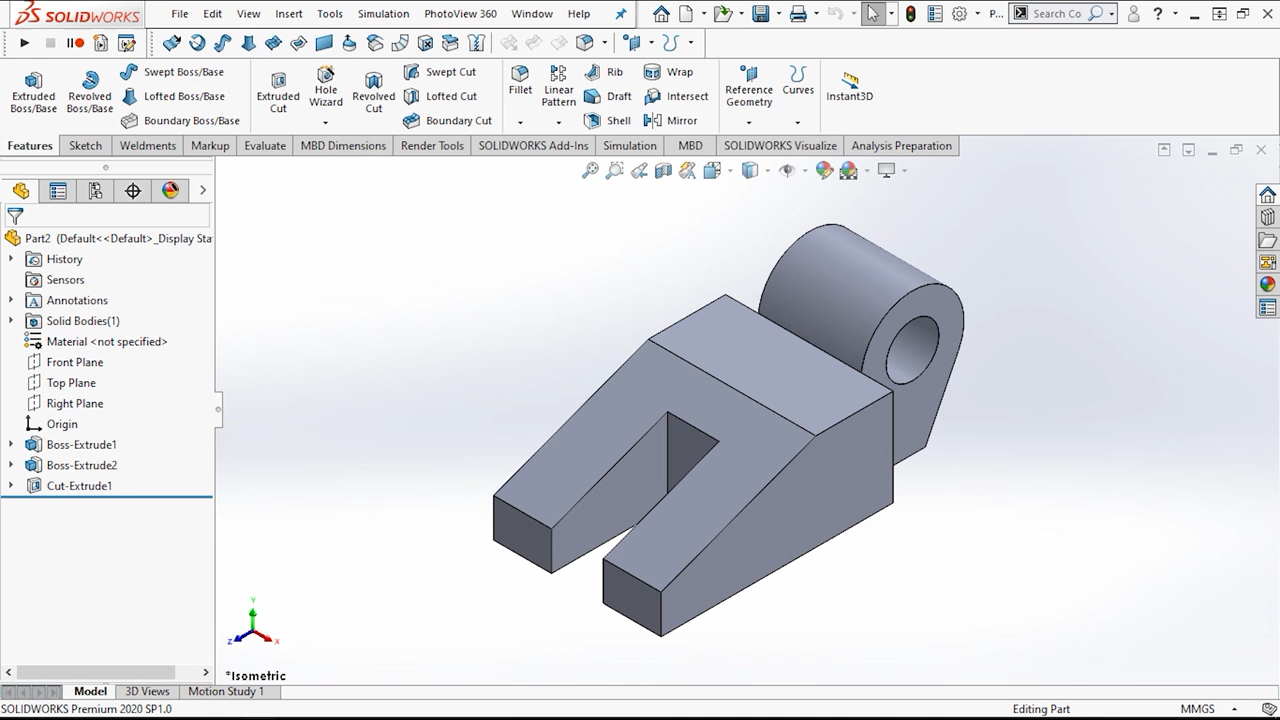 SOLIDWORKS File Edit View Insert Tools Simulation PhotoView 360 Window Help P... Search Co ?
Extruded Boss/Base
Revolved Boss/Base
Swept Boss/Base
Lofted Boss/Base
Boundary Boss/Base
Extruded Cut
Hole Wizard
Revolved Cut
Swept Cut
Lofted Cut
Boundary Cut
Fillet
Linear Pattern
Rib
Draft
Shell
Wrap
Intersect
Mirror
Reference Geometry
Curves
Instant3D
Features Sketch Weldments Markup Evaluate MBD Dimensions Render Tools SOLIDWORKS Add-Ins Simulation MBD SOLIDWORKS Visualize Analysis Preparation
Part2 (Default<<Default>_Display Sta
History
Sensors
Annotations
Solid Bodies(1)
Material <not specified>
Front Plane
Top Plane
Right Plane
Origin
Boss-Extrude1
Boss-Extrude2
Cut-Extrude1
Y
Z X
*Isometric
Model 3D Views Motion Study 1
SOLIDWORKS Premium 2020 SP1.0 Editing Part MMGS